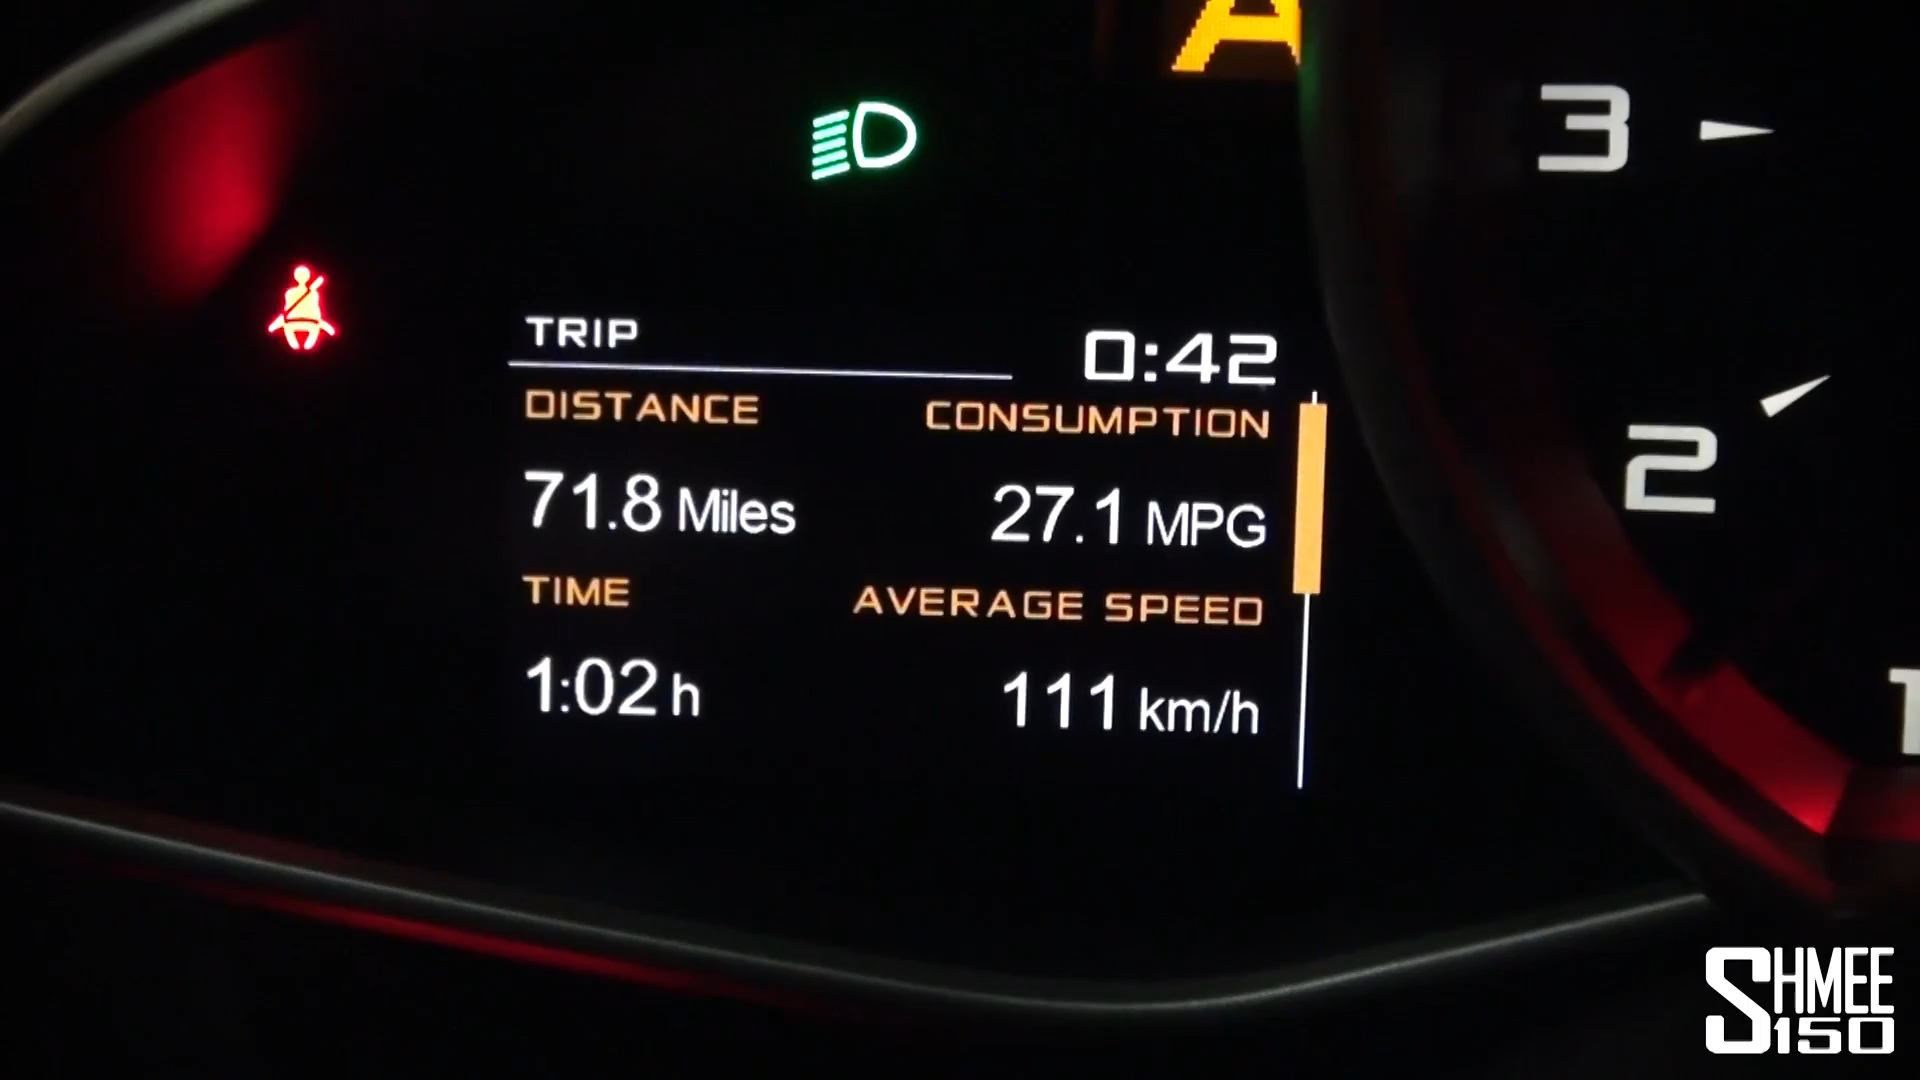 A
3
TRIP
0:42
DISTANCE
CONSUMPTION
71.8 Miles
27.1 MPG
2
TIME
AVERAGE SPEED
1:02 h
111 km/h
1
SHMEE
150